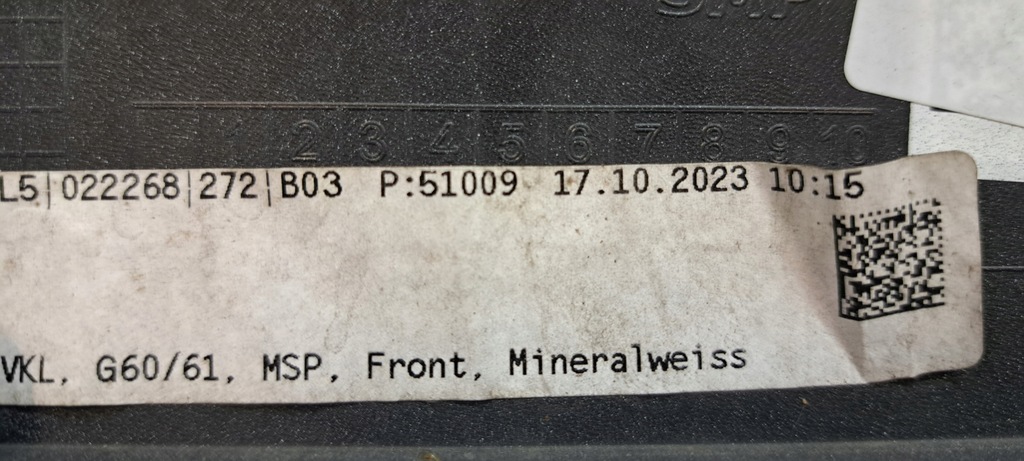 2 3 4 5 6 7 8 9 10
L5|022268|272|B03 P:51009 17.10.2023 10:15
VKL, G60/61, MSP, Front, Mineralweiss